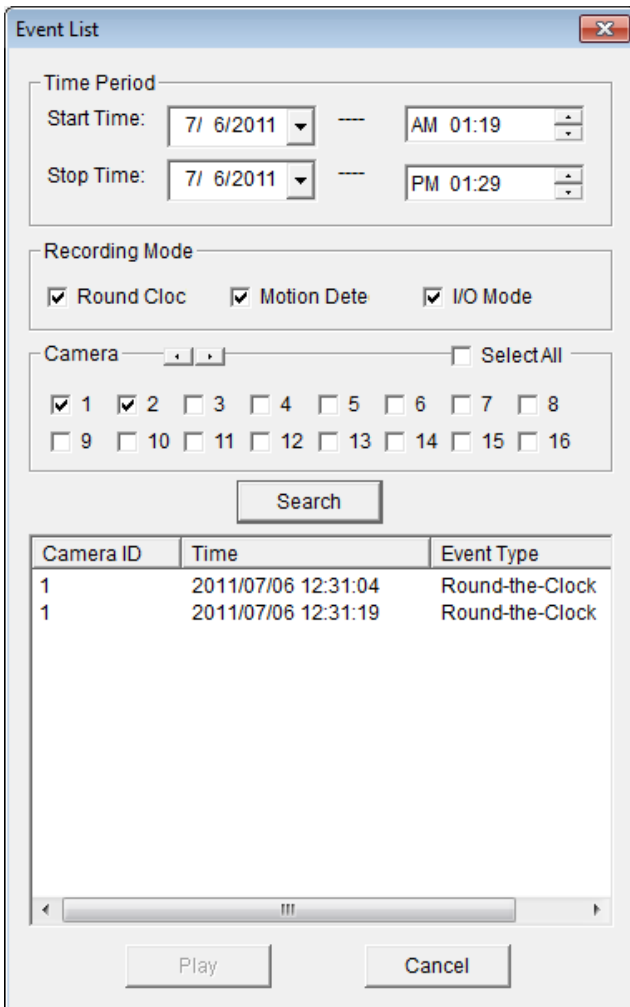 Event List
Time Period
Start Time: 7/ 6/2011 ---- AM 01:19
Stop Time: 7/ 6/2011 ---- PM 01:29
Recording Mode
Round Cloc Motion Dete I/O Mode
Camera Select All
1 2 3 4 5 6 7 8
9 10 11 12 13 14 15 16
Search
Camera ID Time Event Type
1 2011/07/06 12:31:04 Round-the-Clock
1 2011/07/06 12:31:19 Round-the-Clock
Play Cancel